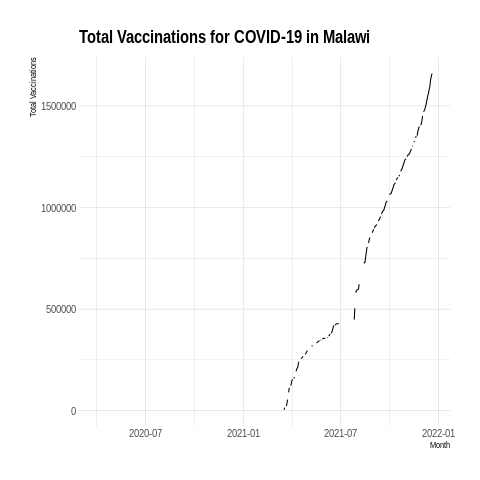 Total Vaccinations for COVID-19 in Malawi
Total Vaccinations
1500000
1000000
500000
0
2020-07
2021-01
2021-07
2022-01
Month